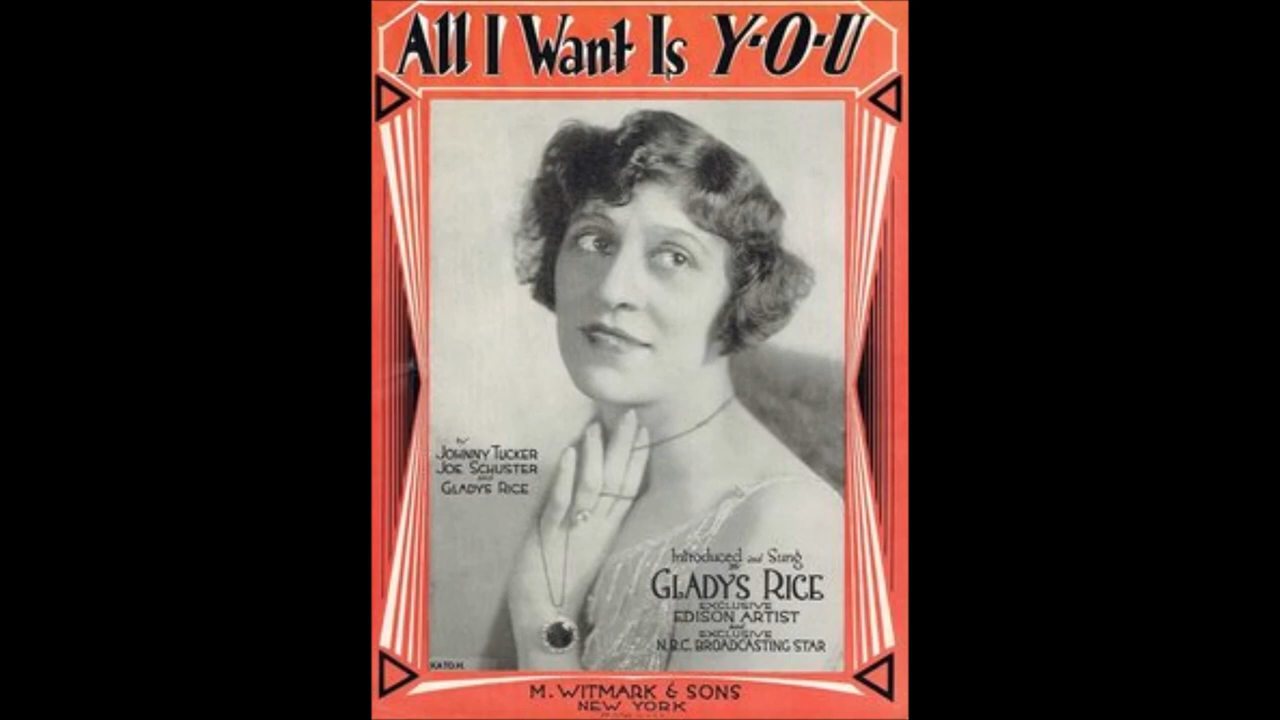 All I Want Is Y-O-U
by
JOHNNY TUCKER
JOE SCHUSTER
and
GLADYS RICE
Introduced and Sung
by
GLADYS RICE
EXCLUSIVE
EDISON ARTIST
and
EXCLUSIVE
N.B.C. BROADCASTING STAR
KATOH.
M. WITMARK & SONS
NEW YORK